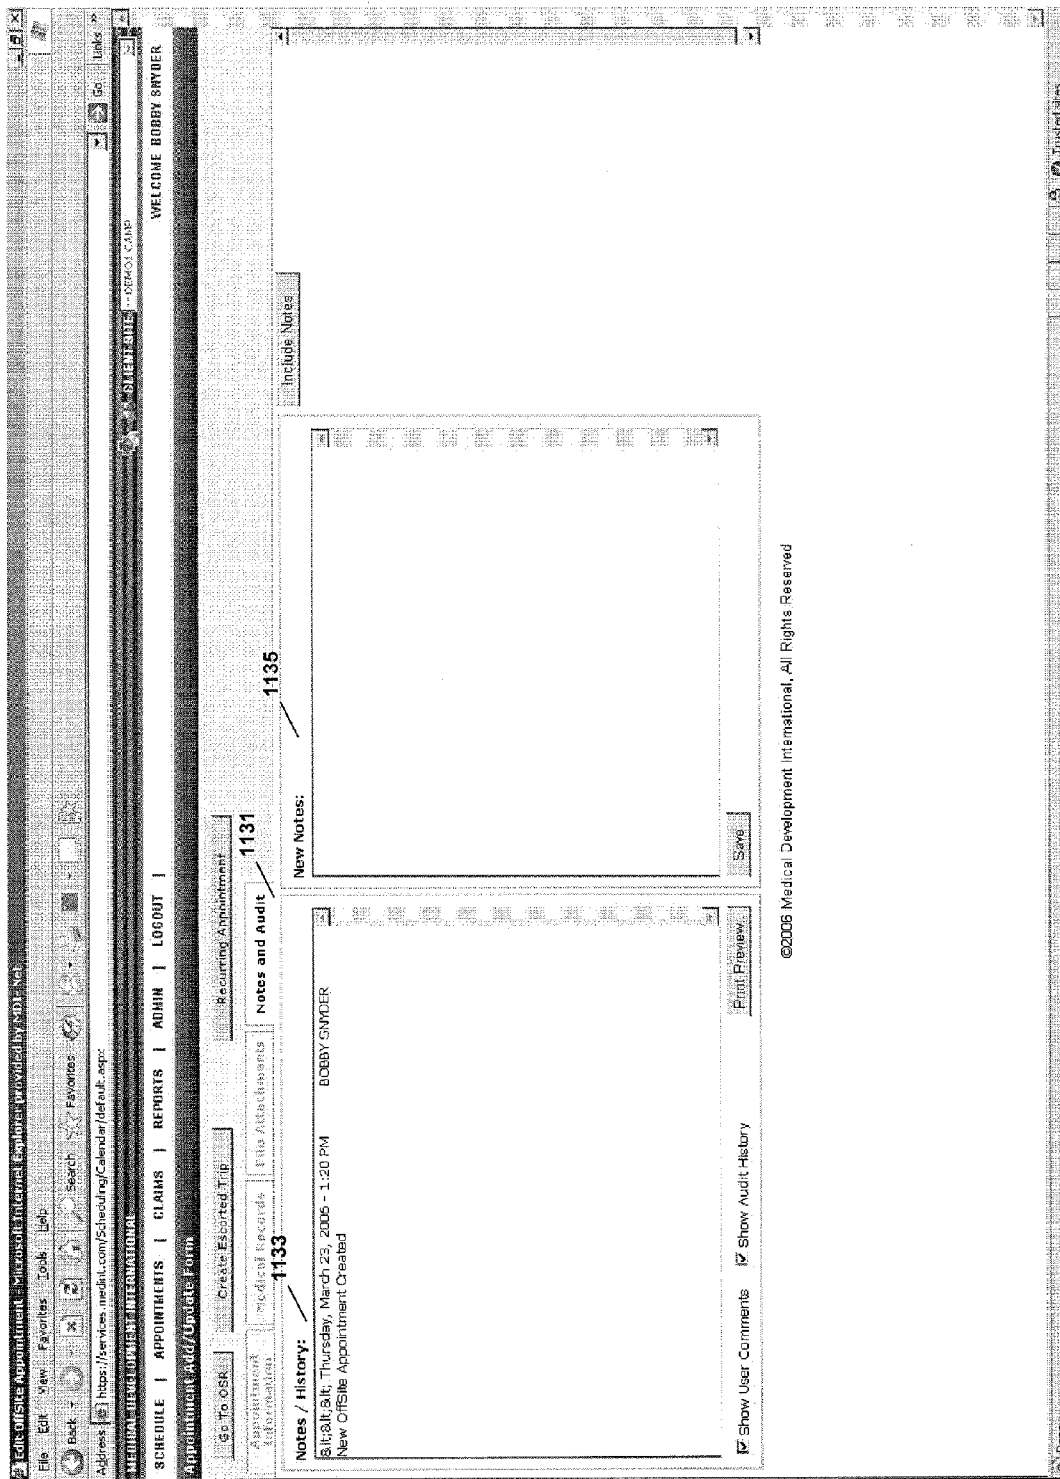 Edit OffSite Appointment - Microsoft Internet Explorer provided by MDI-Net
File Edit View Favorites Tools Help
Back Search Favorites
Address https://services.medint.com/Scheduling/Calendar/default.aspx Go Links »
MEDICAL DEVELOPMENT INTERNATIONAL CLIENT SITE: -- DEMO1 CAMP
SCHEDULE | APPOINTMENTS | CLAIMS | REPORTS | ADMIN | LOGOUT | WELCOME BOBBY SNYDER
Appointment Add/Update Form
Go To OSR Create Escorted Trip Recurring Appointment
1131
Appointment Information Medical Records File Attachments Notes and Audit
1133
1135
Include Notes
Notes / History: New Notes:
&lt;&lt;&lt; Thursday, March 23, 2006 - 1:20 PM BOBBY SNYDER
New OffSite Appointment Created
Show User Comments Show Audit History Print Preview Save
©2006 Medical Development International, All Rights Reserved
Trusted sites